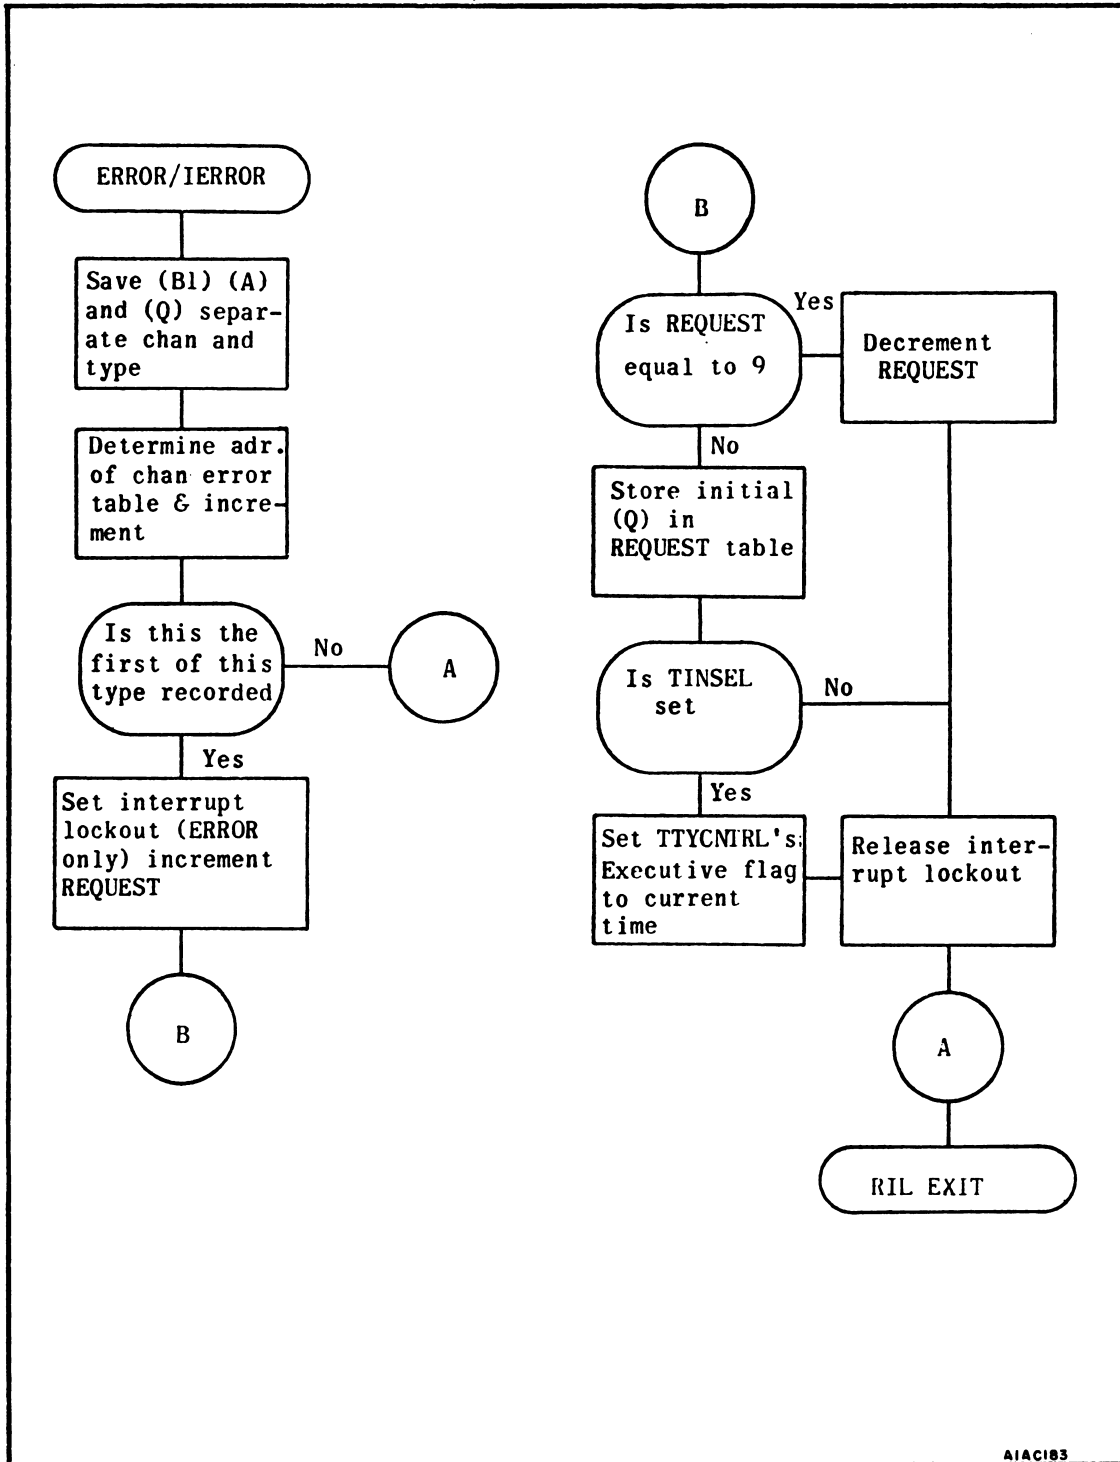 ERROR/IERROR
Save (B1) (A)
and (Q) separ-
ate chan and
type
Determine adr.
of chan error
table & incre-
ment
Is this the
first of this
type recorded
No
A
Yes
Set interrupt
lockout (ERROR
only) increment
REQUEST
B
B
Is REQUEST
equal to 9
Yes
Decrement
REQUEST
No
Store initial
(Q) in
REQUEST table
Is TINSEL
set
No
Yes
Set TTYCNTRL's
Executive flag
to current
time
Release inter-
rupt lockout
A
RIL EXIT
A1AC183